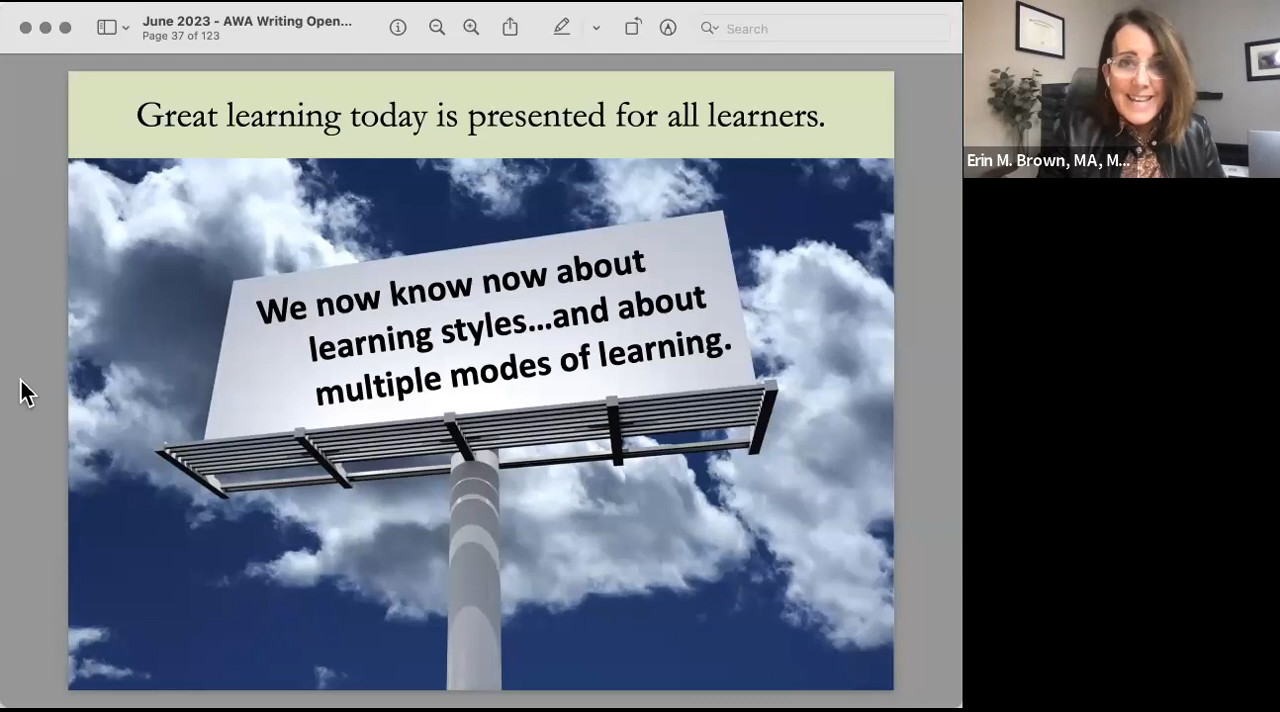 June 2023 - AWA Writing Open...
Page 37 of 123
Search
Great learning today is presented for all learners.
We now know now about
learning styles...and about
multiple modes of learning.
Erin M. Brown, MA, M...